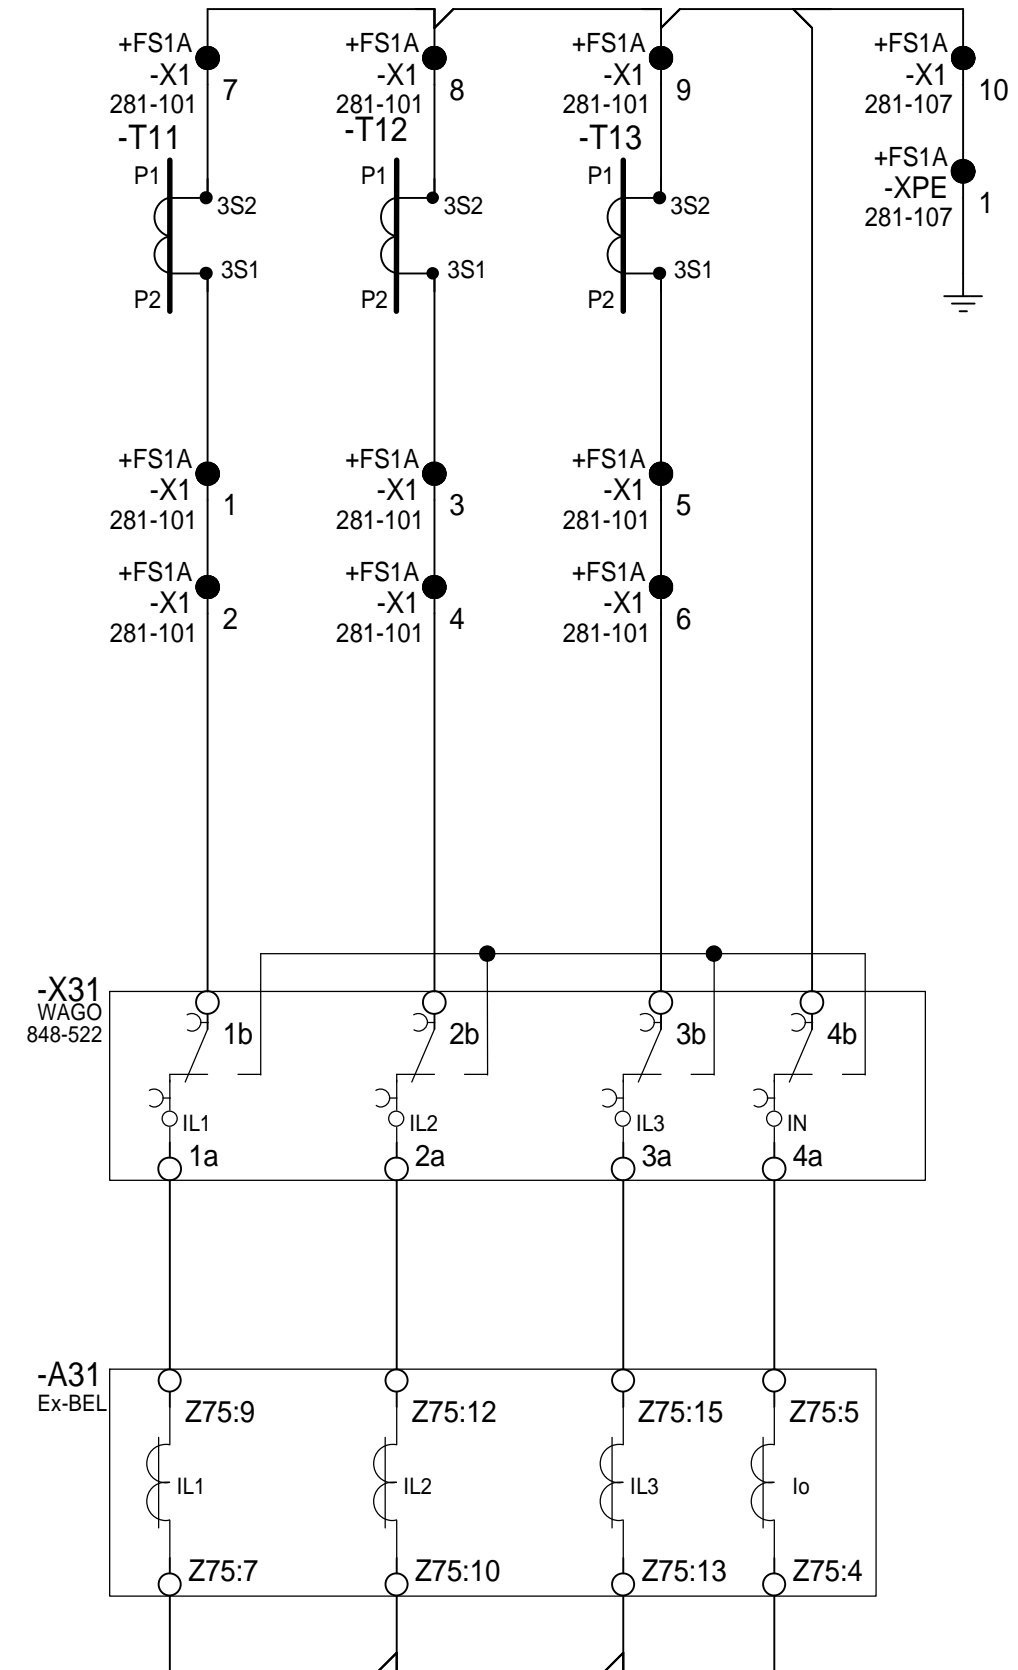 +FS1A
-X1
281-101
7
+FS1A
-X1
281-101
8
+FS1A
-X1
281-101
9
+FS1A
-X1
281-107
10
-T11
P1
3S2
3S1
P2
-T12
P1
3S2
3S1
P2
-T13
P1
3S2
3S1
P2
+FS1A
-XPE
281-107
1
+FS1A
-X1
281-101
1
+FS1A
-X1
281-101
3
+FS1A
-X1
281-101
5
+FS1A
-X1
281-101
2
+FS1A
-X1
281-101
4
+FS1A
-X1
281-101
6
-X31
WAGO
848-522
1b
2b
3b
4b
IL1
IL2
IL3
IN
1a
2a
3a
4a
-A31
Ex-BEL
Z75:9
Z75:12
Z75:15
Z75:5
IL1
IL2
IL3
Io
Z75:7
Z75:10
Z75:13
Z75:4